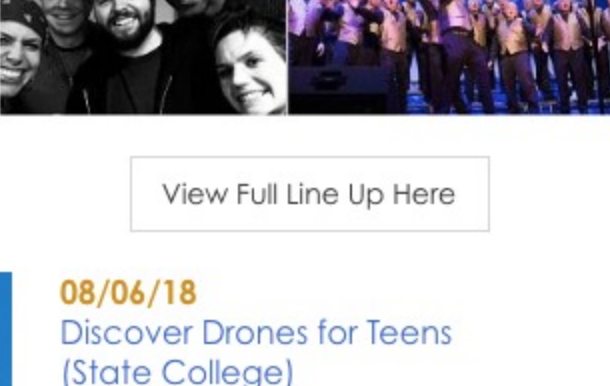 View Full Line Up Here
08/06/18
Discover Drones for Teens
(State College)